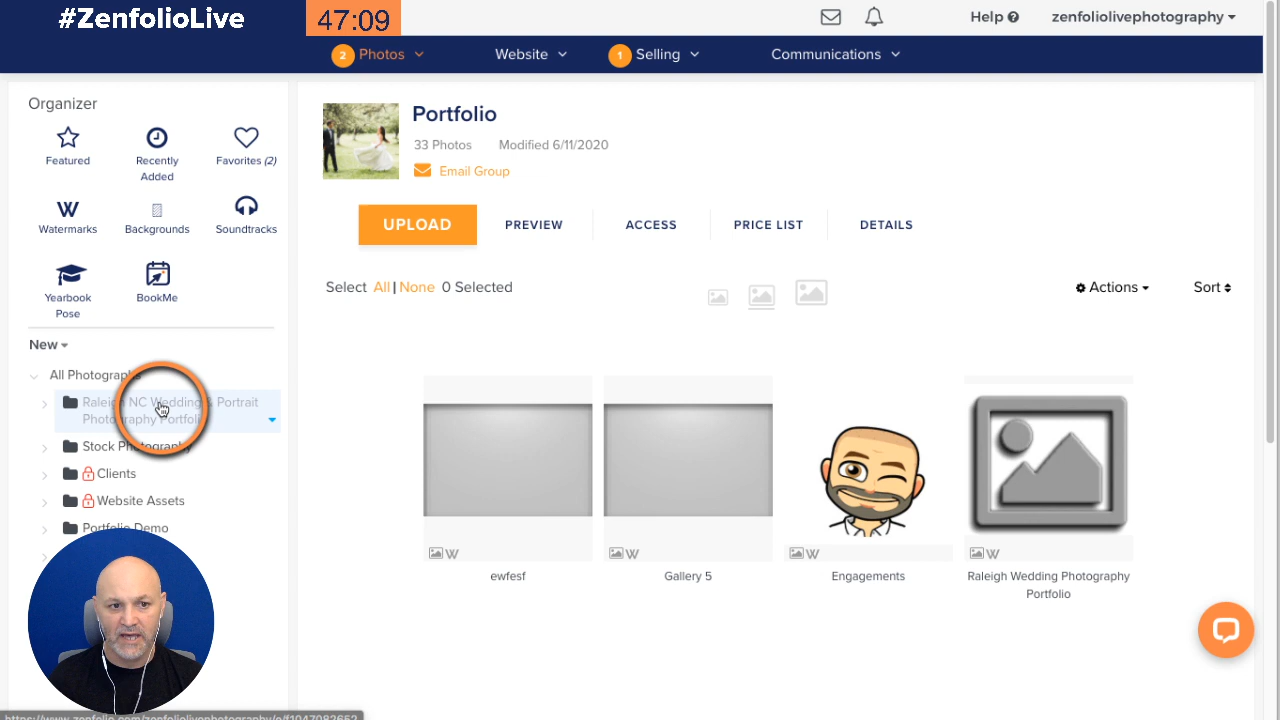 #ZenfolioLive
47:09
Help
zenfoliolivephotography
2 Photos
Website
1 Selling
Communications
Organizer
Featured
Recently
Added
Favorites (2)
Watermarks
Backgrounds
Soundtracks
Yearbook
Pose
BookMe
New
All Photographs
Raleigh NC Wedding & Portrait
Photography Portfolio
Stock Photography
Clients
Website Assets
Portfolio Demo
Portfolio
33 Photos
Modified 6/11/2020
Email Group
UPLOAD
PREVIEW
ACCESS
PRICE LIST
DETAILS
Select All | None 0 Selected
Actions
Sort
W
W
W
W
ewfesf
Gallery 5
Engagements
Raleigh Wedding Photography
Portfolio